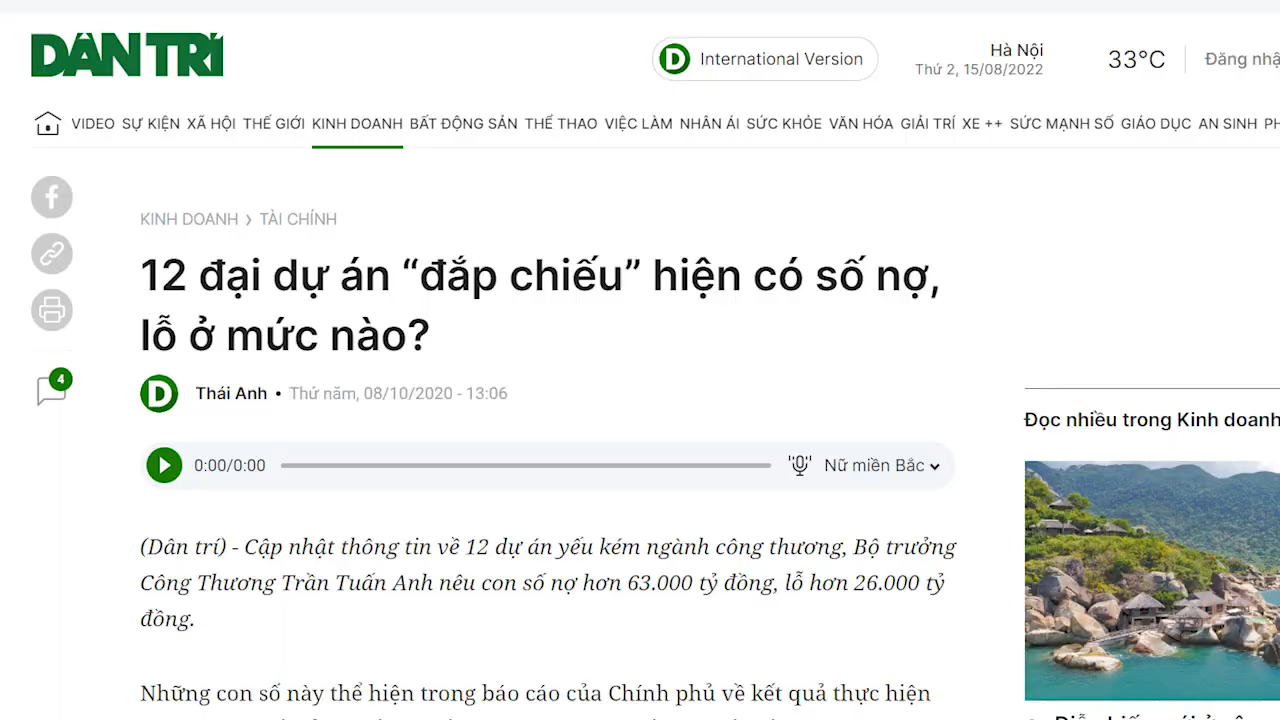 DÂN TRÍ
International Version
Hà Nội
Thứ 2, 15/08/2022
33°C
Đăng nhậ
VIDEO SỰ KIỆN XÃ HỘI THẾ GIỚI KINH DOANH BẤT ĐỘNG SẢN THỂ THAO VIỆC LÀM NHÂN ÁI SỨC KHỎE VĂN HÓA GIẢI TRÍ XE ++ SỨC MẠNH SỐ GIÁO DỤC AN SINH PH
KINH DOANH › TÀI CHÍNH
12 đại dự án “đắp chiếu” hiện có số nợ,
lỗ ở mức nào?
4
Thái Anh • Thứ năm, 08/10/2020 - 13:06
0:00/0:00
Nữ miền Bắc
Đọc nhiều trong Kinh doanh
(Dân trí) - Cập nhật thông tin về 12 dự án yếu kém ngành công thương, Bộ trưởng
Công Thương Trần Tuấn Anh nêu con số nợ hơn 63.000 tỷ đồng, lỗ hơn 26.000 tỷ
đồng.
Những con số này thể hiện trong báo cáo của Chính phủ về kết quả thực hiện